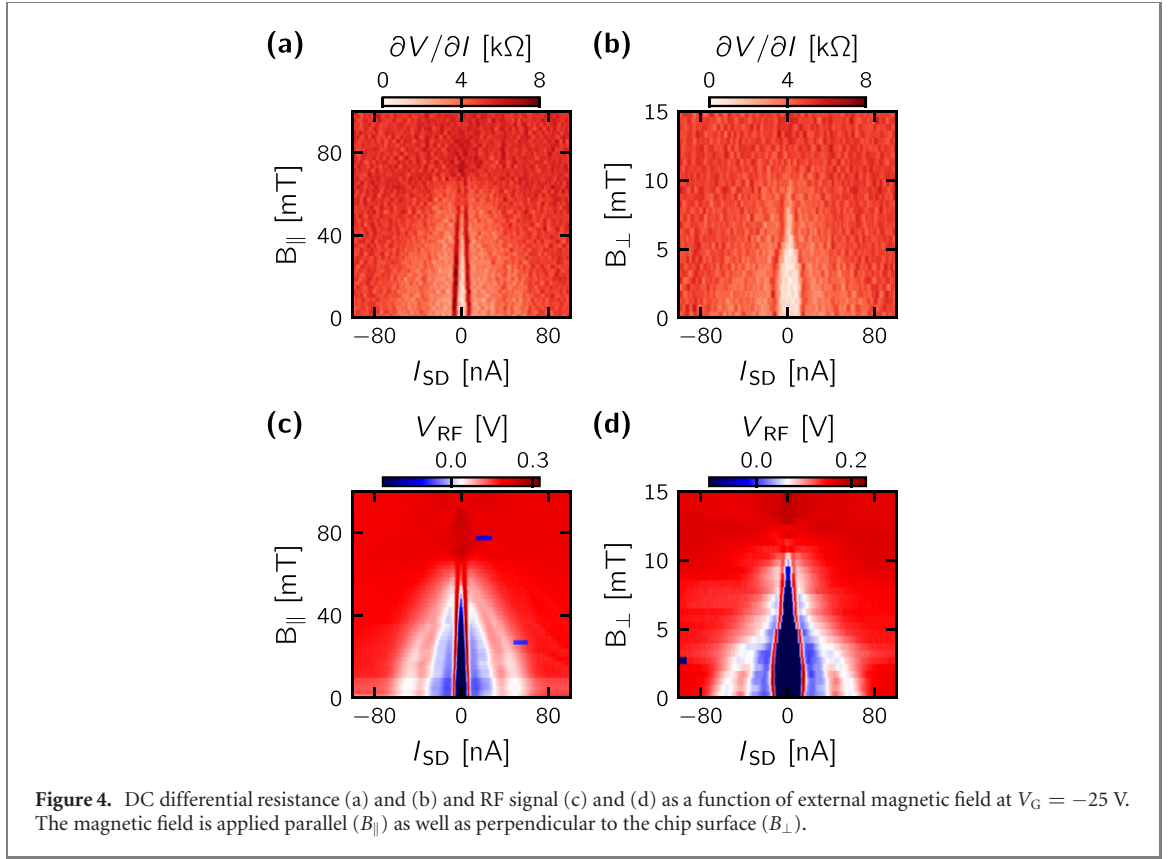 (a)
∂V/∂I [kΩ]
0 4 8
B∥ [mT]
80
40
0
−80 0 80
I_SD [nA]
(b)
∂V/∂I [kΩ]
0 4 8
B⊥ [mT]
15
10
5
0
−80 0 80
I_SD [nA]
(c)
V_RF [V]
0.0 0.3
B∥ [mT]
80
40
0
−80 0 80
I_SD [nA]
(d)
V_RF [V]
0.0 0.2
B⊥ [mT]
15
10
5
0
−80 0 80
I_SD [nA]
Figure 4. DC differential resistance (a) and (b) and RF signal (c) and (d) as a function of external magnetic field at V_G = −25 V.
The magnetic field is applied parallel (B∥) as well as perpendicular to the chip surface (B⊥).